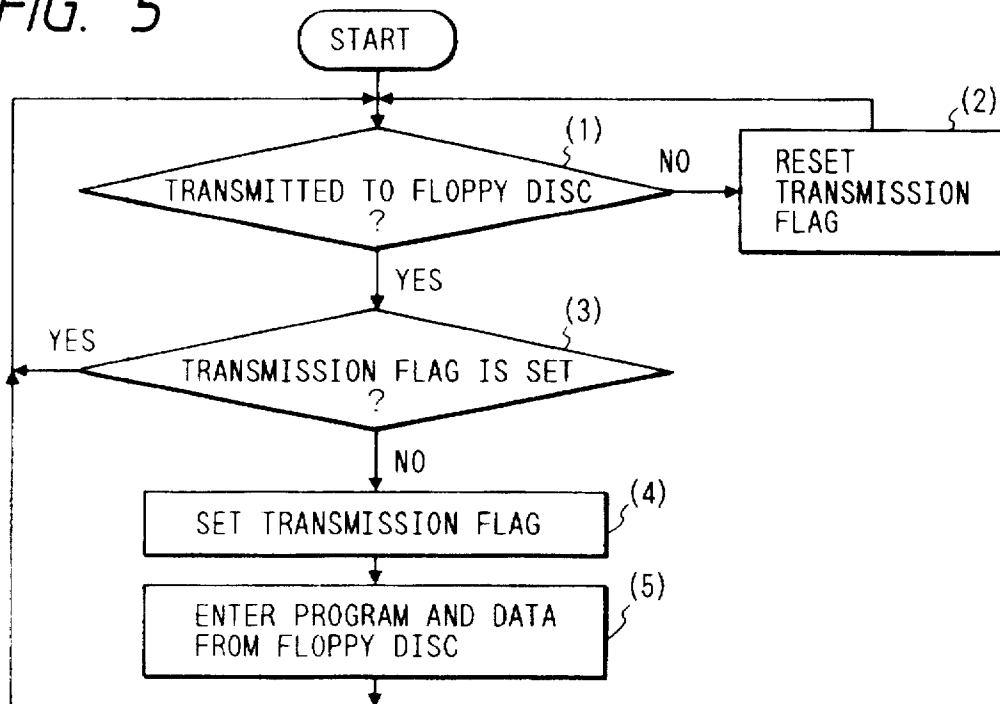 FIG. 5
START
(1)
(2)
TRANSMITTED TO FLOPPY DISC
?
NO
RESET
TRANSMISSION
FLAG
YES
(3)
YES
TRANSMISSION FLAG IS SET
?
NO
(4)
SET TRANSMISSION FLAG
(5)
ENTER PROGRAM AND DATA
FROM FLOPPY DISC